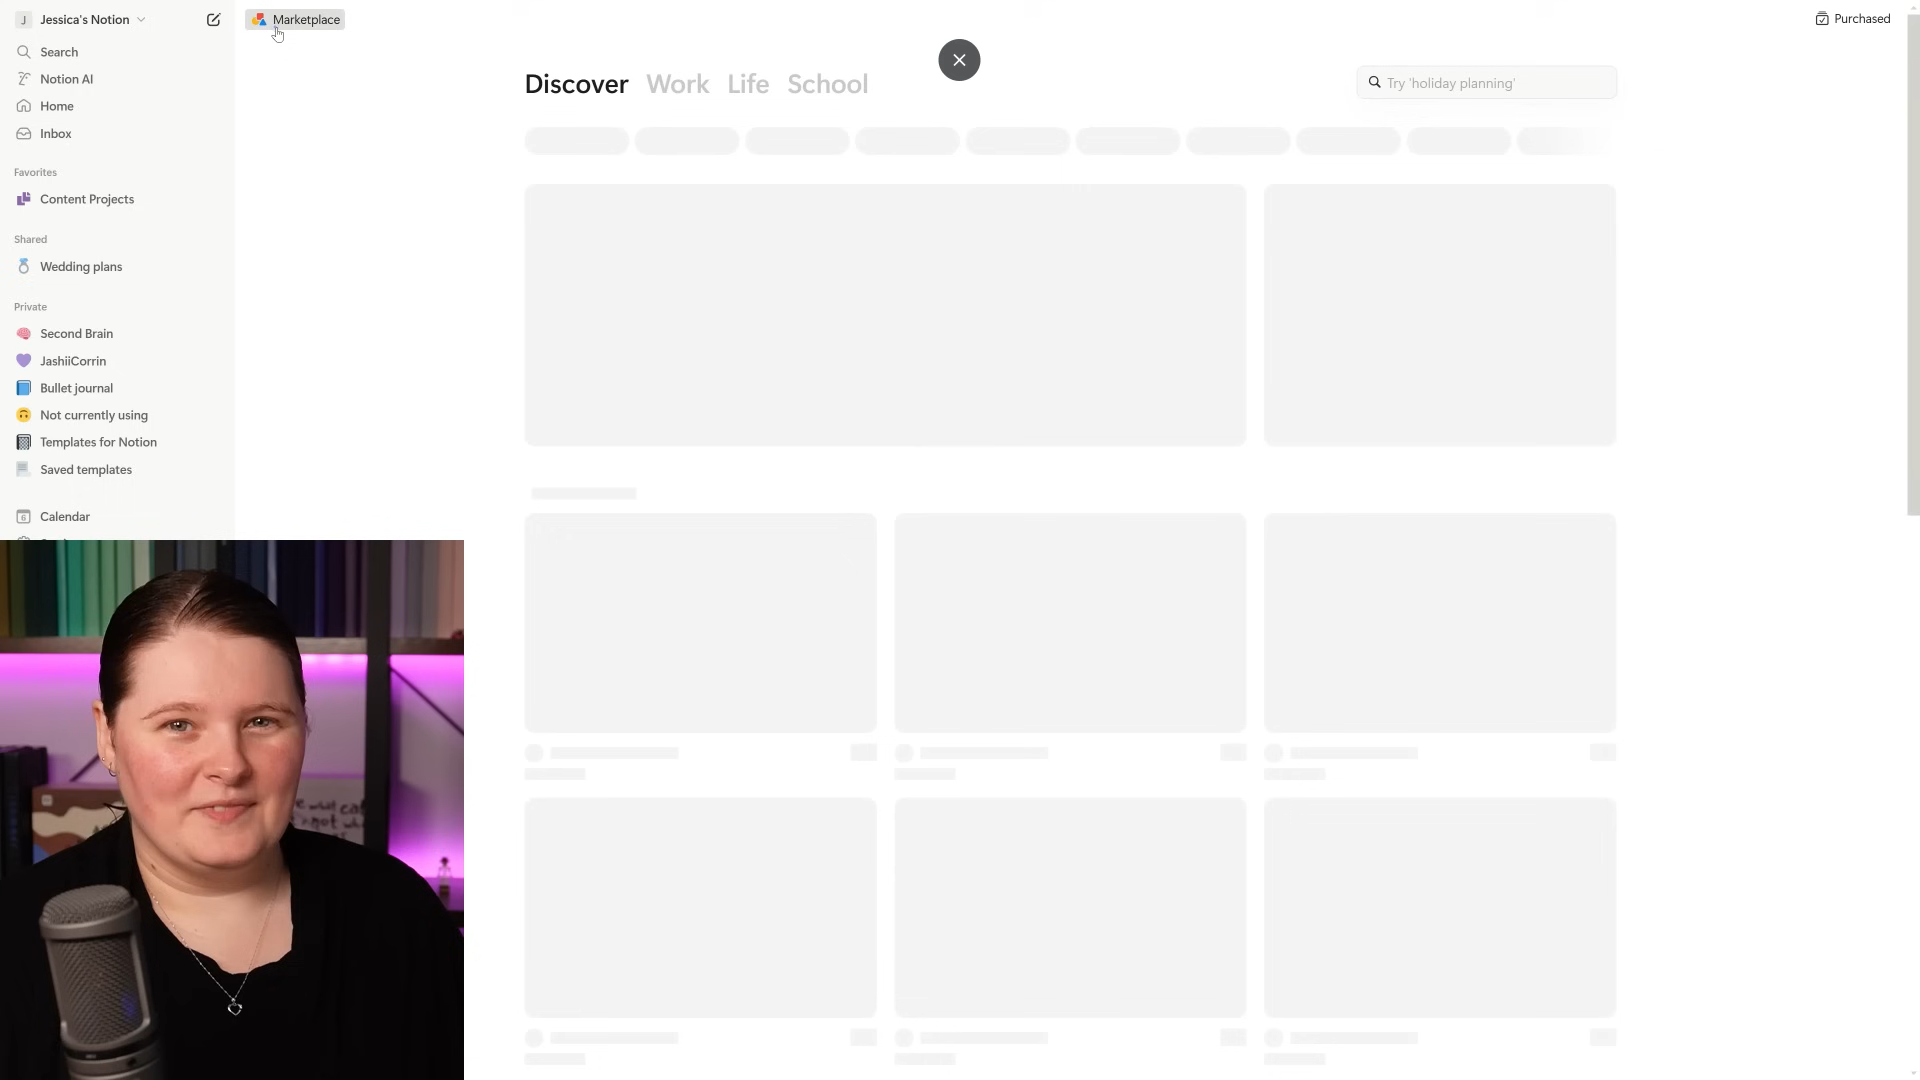 J Jessica's Notion
Marketplace
Purchased
Search
Notion AI
Home
Inbox
Discover Work Life School
Try 'holiday planning'
Favorites
Content Projects
Shared
Wedding plans
Private
Second Brain
JashiiCorrin
Bullet journal
Not currently using
Templates for Notion
Saved templates
6 Calendar